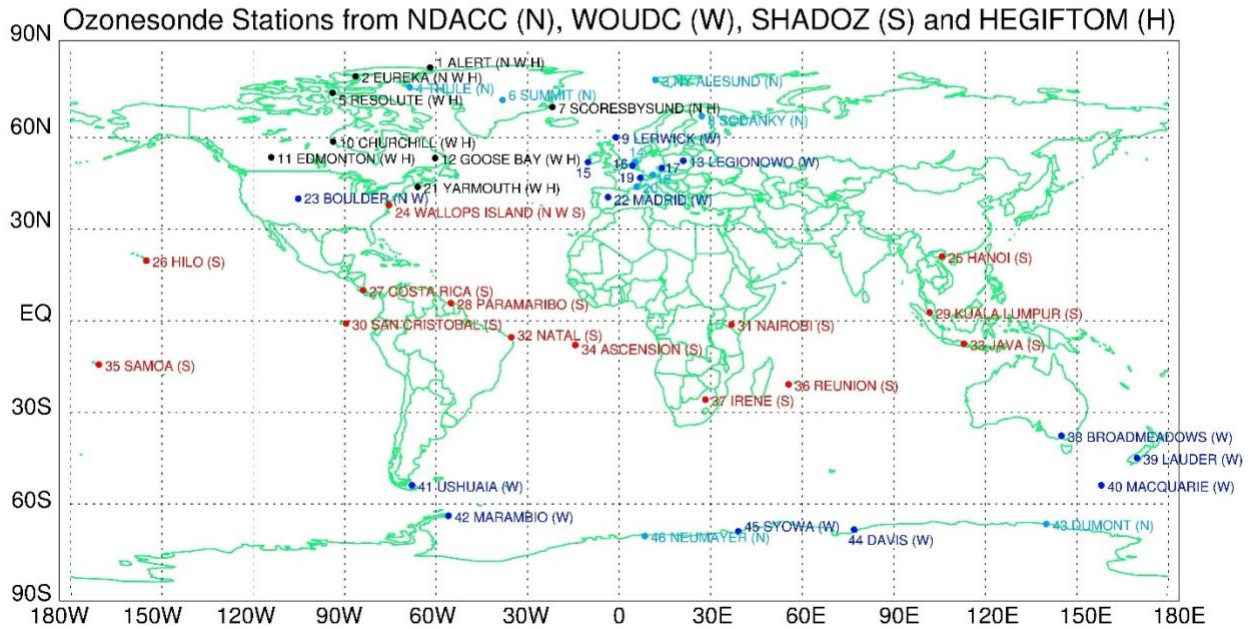 Ozonesonde Stations from NDACC (N), WOUDC (W), SHADOZ (S) and HEGIFTOM (H)
90N
1 ALERT (N W H)
2 EUREKA (N W H)
3 NY ALESUND (N)
4 THULE (N)
5 RESOLUTE (W H)
6 SUMMIT (N)
7 SCORESBYSUND (N H)
8 SODANKY (N)
60N
9 LERWICK (W)
10 CHURCHILL (W H)
11 EDMONTON (W H)
12 GOOSE BAY (W H)
14
13 LEGIONOWO (W)
15
16
17
18
19
20
21 YARMOUTH (W H)
22 MADRID (W)
23 BOULDER (N W)
24 WALLOPS ISLAND (N W S)
30N
25 HANOI (S)
26 HILO (S)
27 COSTA RICA (S)
28 PARAMARIBO (S)
29 KUALA LUMPUR (S)
EQ
30 SAN CRISTOBAL (S)
31 NAIROBI (S)
32 NATAL (S)
33 JAVA (S)
34 ASCENSION (S)
35 SAMOA (S)
36 REUNION (S)
37 IRENE (S)
30S
38 BROADMEADOWS (W)
39 LAUDER (W)
40 MACQUARIE (W)
41 USHUAIA (W)
60S
42 MARAMBIO (W)
43 DUMONT (N)
45 SYOWA (W)
44 DAVIS (W)
46 NEUMAYER (N)
90S
180W 150W 120W 90W 60W 30W 0 30E 60E 90E 120E 150E 180E